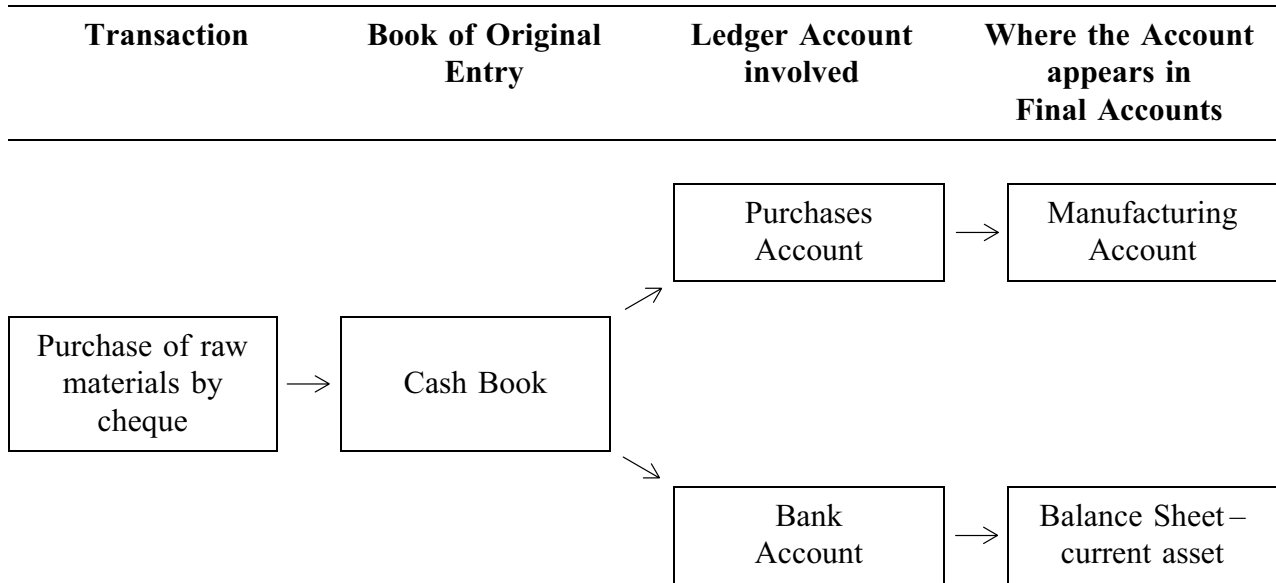 Transaction
Book of Original
Entry
Ledger Account
involved
Where the Account
appears in
Final Accounts
Purchases
Account
Manufacturing
Account
Purchase of raw
materials by
cheque
Cash Book
Bank
Account
Balance Sheet –
current asset